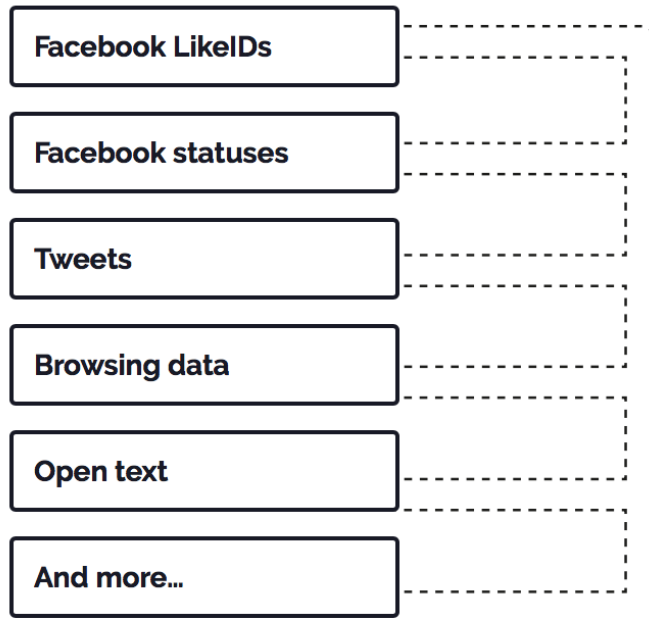 Facebook LikeIDs
Facebook statuses
Tweets
Browsing data
Open text
And more...